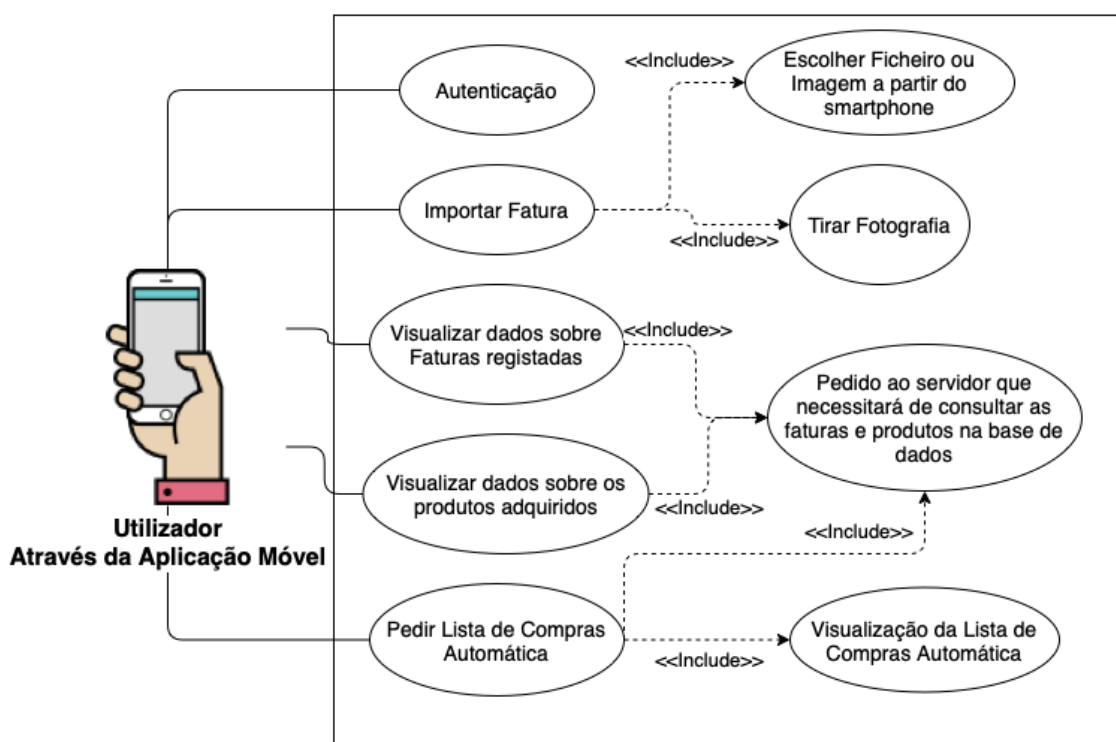 <<Include>>
Escolher Ficheiro ou
Imagem a partir do
smartphone
Autenticação
Importar Fatura
<<Include>>
Tirar Fotografia
Visualizar dados sobre
Faturas registadas
<<Include>>
Pedido ao servidor que
necessitará de consultar as
faturas e produtos na base de
dados
Visualizar dados sobre os
produtos adquiridos
<<Include>>
Utilizador
Através da Aplicação Móvel
<<Include>>
Pedir Lista de Compras
Automática
<<Include>>
Visualização da Lista de
Compras Automática